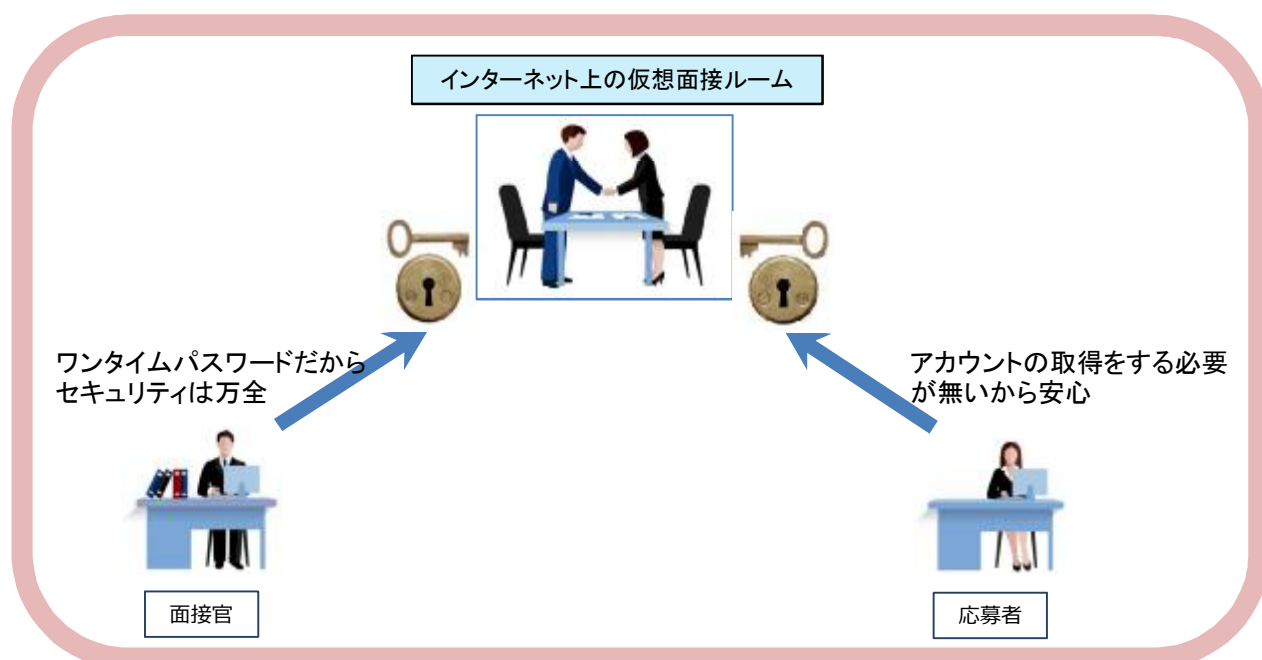 インターネット上の仮想面接ルーム
ワンタイムパスワードだから
セキュリティは万全
アカウントの取得をする必要
が無いから安心
面接官
応募者